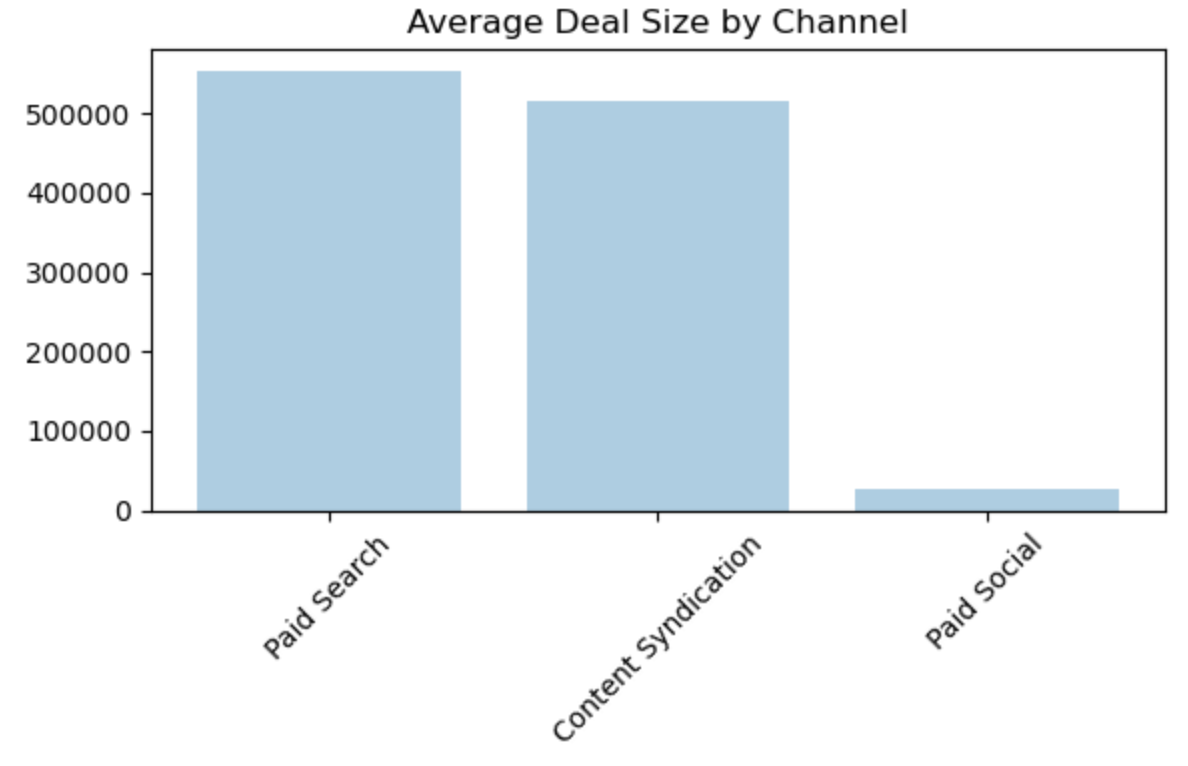 Average Deal Size by Channel
500000
400000
300000
200000
100000
0
Paid Search
Content Syndication
Paid Social